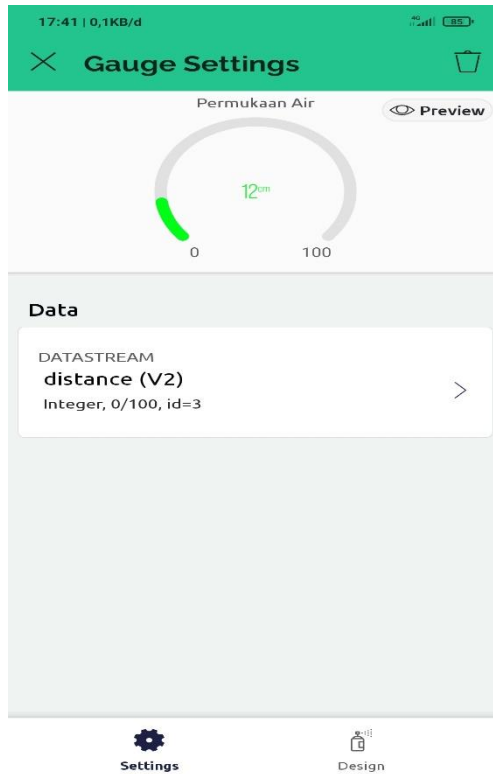 17:41 | 0,1KB/d
4G 85
Gauge Settings
Permukaan Air
Preview
12cm
0 100
Data
DATASTREAM
distance (V2)
Integer, 0/100, id=3
Settings Design